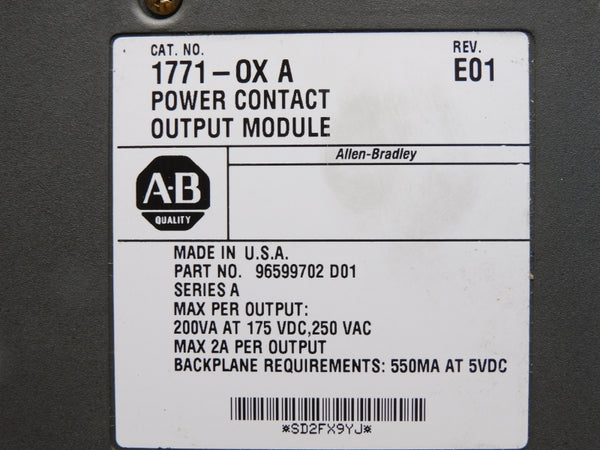 CAT. NO.
REV.
1771-OX A
E01
POWER CONTACT
OUTPUT MODULE
Allen-Bradley
A-B
QUALITY
MADE IN U.S.A.
PART NO. 96599702 D01
SERIES A
MAX PER OUTPUT:
200VA AT 175 VDC,250 VAC
MAX 2A PER OUTPUT
BACKPLANE REQUIREMENTS: 550MA AT 5VDC
*SD2FX9YJ*